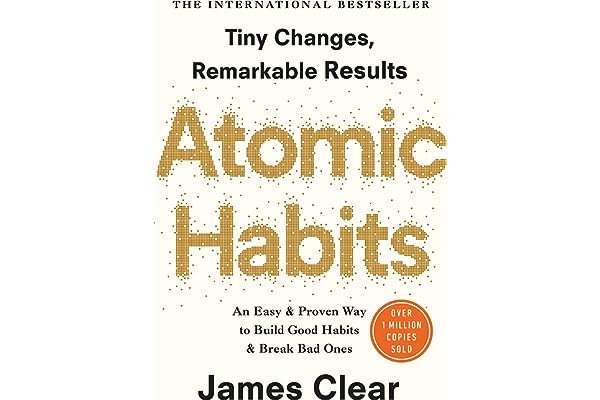 THE INTERNATIONAL BESTSELLER
Tiny Changes,
Remarkable Results
Atomic
Habits
An Easy & Proven Way
to Build Good Habits
& Break Bad Ones
OVER
1 MILLION
COPIES
SOLD
James Clear